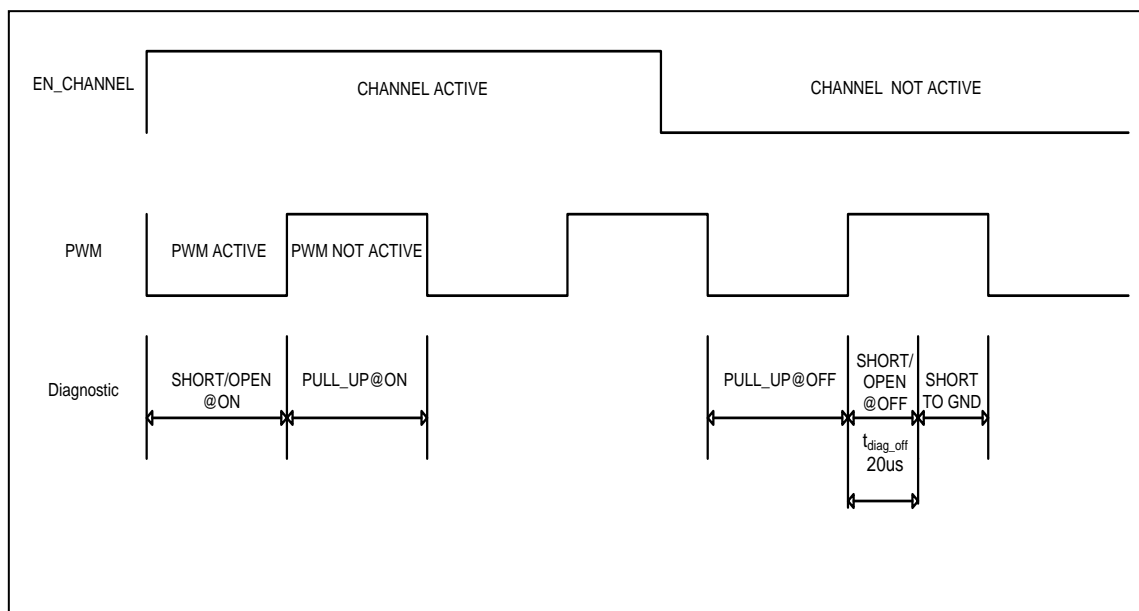 EN_CHANNEL
CHANNEL ACTIVE
CHANNEL NOT ACTIVE
PWM
PWM ACTIVE
PWM NOT ACTIVE
Diagnostic
SHORT/OPEN
@ON
PULL_UP@ON
PULL_UP@OFF
SHORT/
OPEN
@OFF
SHORT
TO GND
tdiag_off
20us